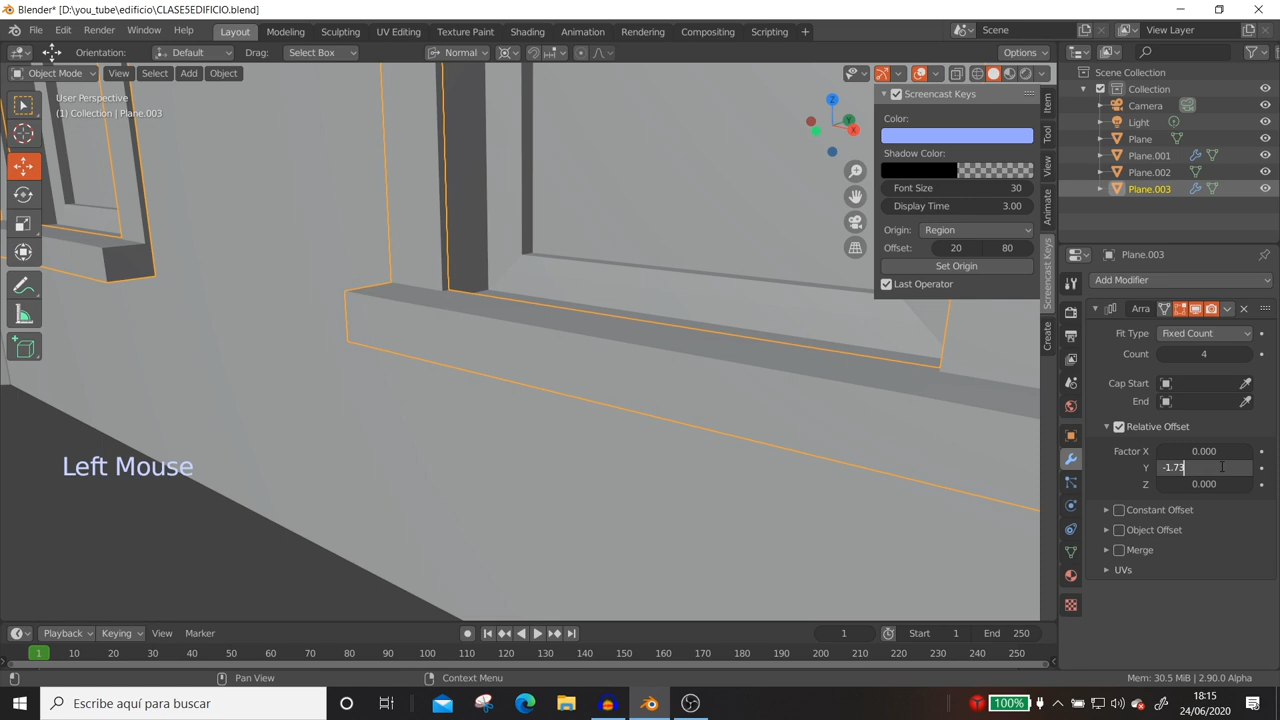 Blender* [D:\you_tube\edificio\CLASE5EDIFICIO.blend]
File Edit Render Window Help Layout Modeling Sculpting UV Editing Texture Paint Shading Animation Rendering Compositing Scripting + Scene View Layer
Orientation: Default Drag: Select Box Normal Options
Object Mode View Select Add Object
User Perspective
(1) Collection | Plane.003
Z
Y
X
Screencast Keys
Color:
Shadow Color:
Font Size 30
Display Time 3.00
Origin: Region
Offset: 20 80
Set Origin
Last Operator
Item
Tool
View
Animate
Screencast Keys
Create
Left Mouse
Scene Collection
Collection
Camera
Light
Plane
Plane.001
Plane.002
Plane.003
Plane.003
Add Modifier
Arra
Fit Type Fixed Count
Count 4
Cap Start
End
Relative Offset
Factor X 0.000
Y -1.73
Z 0.000
Constant Offset
Object Offset
Merge
UVs
Playback Keying View Marker 1 Start 1 End 250
1 10 20 30 40 50 60 70 80 90 100 110 120 130 140 150 160 170 180 190 200 210 220 230 240 250
Pan View Context Menu Mem: 30.5 MiB | 2.90.0 Alpha
Escribe aquí para buscar 100% 18:15
24/06/2020